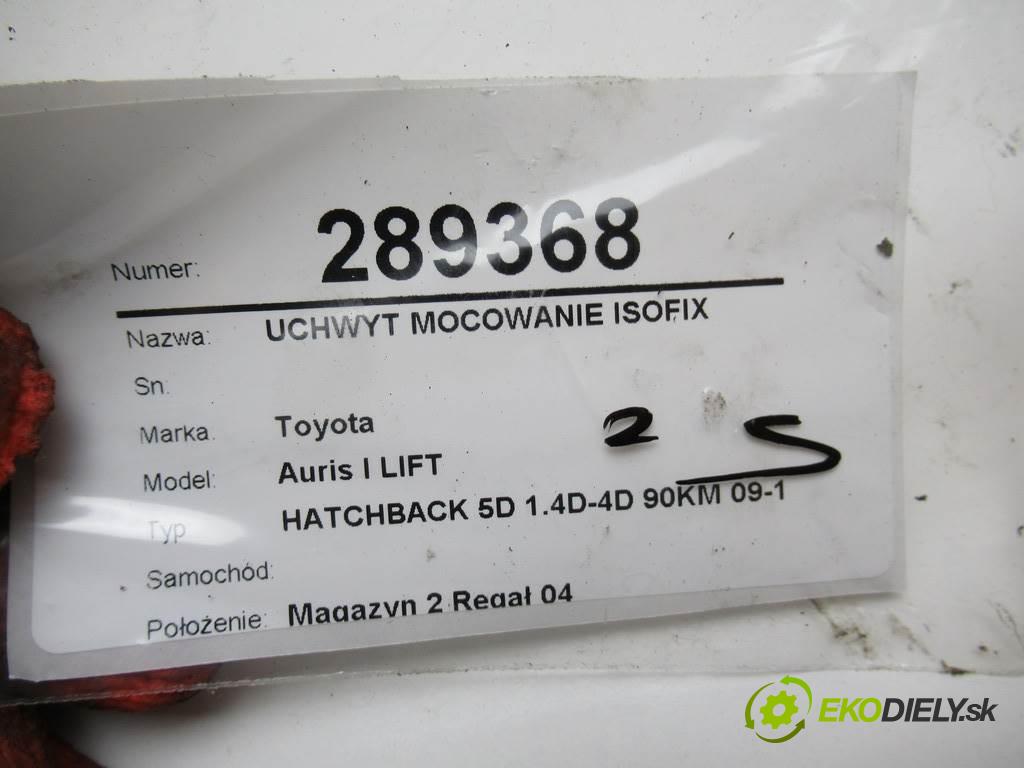 Numer: 289368
Nazwa: UCHWYT MOCOWANIE ISOFIX
Sn:
Marka: Toyota
2 S
Model: Auris I LIFT
Typ HATCHBACK 5D 1.4D-4D 90KM 09-1
Samochód:
Położenie: Magazyn 2 Regał 04
EKODIELY.sk